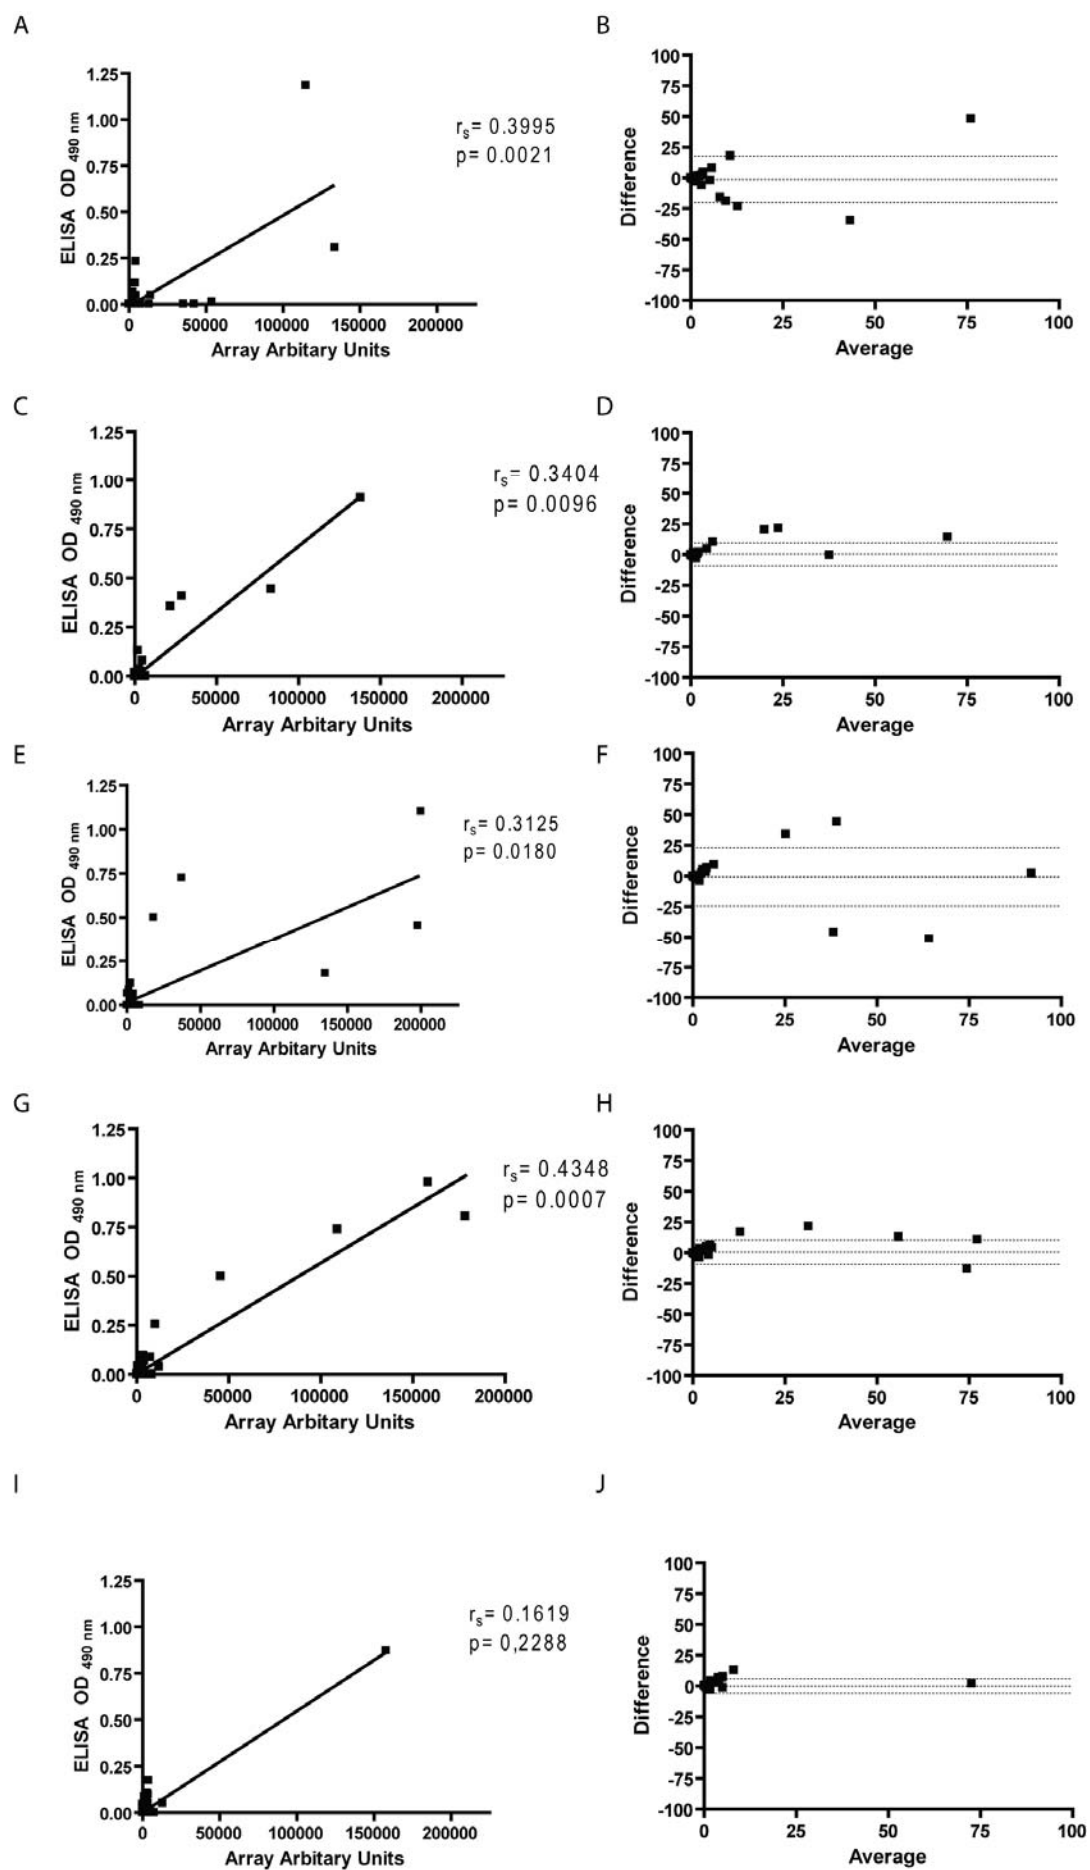 A
1.25
1.00
0.75
0.50
0.25
0.00
ELISA OD 490 nm
rs= 0.3995
p= 0.0021
0 50000 100000 150000 200000
Array Arbitary Units
B
100
75
50
25
0
-25
-50
-75
-100
Difference
0 25 50 75 100
Average
C
1.25
1.00
0.75
0.50
0.25
0.00
ELISA OD 490 nm
rs= 0.3404
p= 0.0096
0 50000 100000 150000 200000
Array Arbitary Units
D
100
75
50
25
0
-25
-50
-75
-100
Difference
0 25 50 75 100
Average
E
1.25
1.00
0.75
0.50
0.25
0.00
ELISA OD 490 nm
rs= 0.3125
p= 0.0180
0 50000 100000 150000 200000
Array Arbitary Units
F
100
75
50
25
0
-25
-50
-75
-100
Difference
0 25 50 75 100
Average
G
1.25
1.00
0.75
0.50
0.25
0.00
ELISA OD 490 nm
rs= 0.4348
p= 0.0007
0 50000 100000 150000 200000
Array Arbitary Units
H
100
75
50
25
0
-25
-50
-75
-100
Difference
0 25 50 75 100
Average
I
1.25
1.00
0.75
0.50
0.25
0.00
ELISA OD 490 nm
rs= 0.1619
p= 0,2288
0 50000 100000 150000 200000
Array Arbitary Units
J
100
75
50
25
0
-25
-50
-75
-100
Difference
0 25 50 75 100
Average